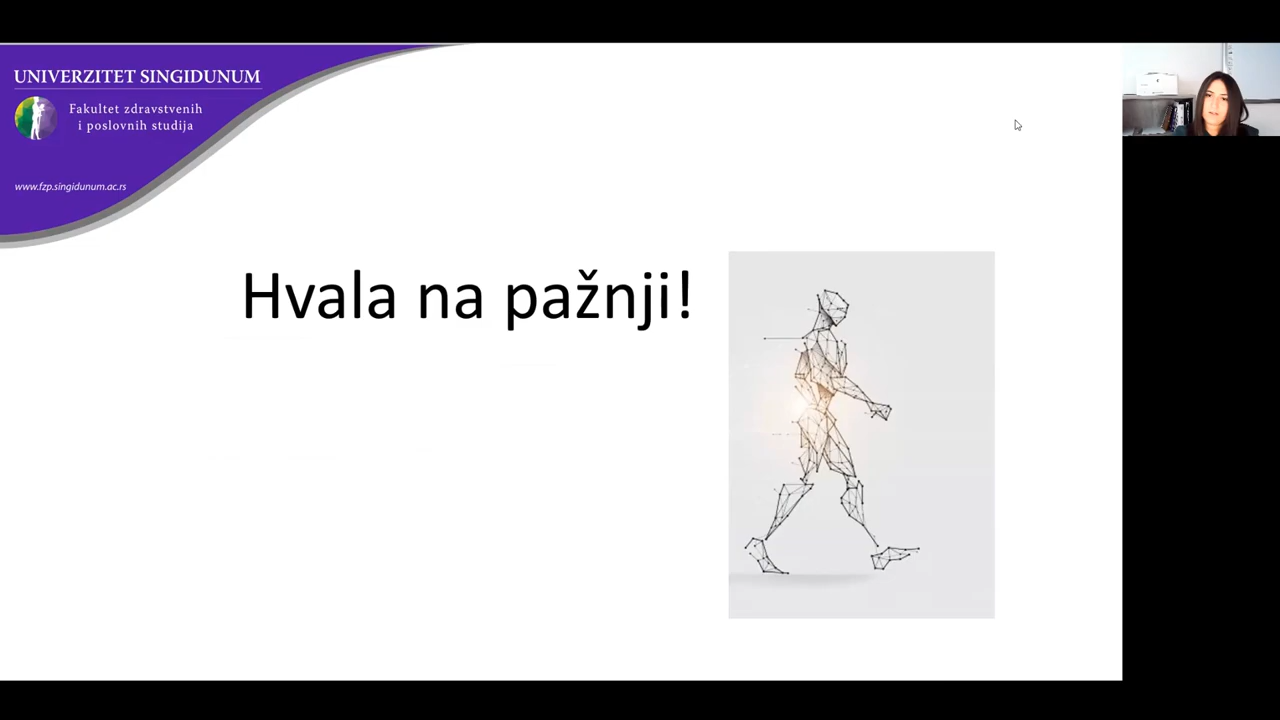 UNIVERZITET SINGIDUNUM
Fakultet zdravstvenih
i poslovnih studija
www.fzp.singidunum.ac.rs
Hvala na pažnji!